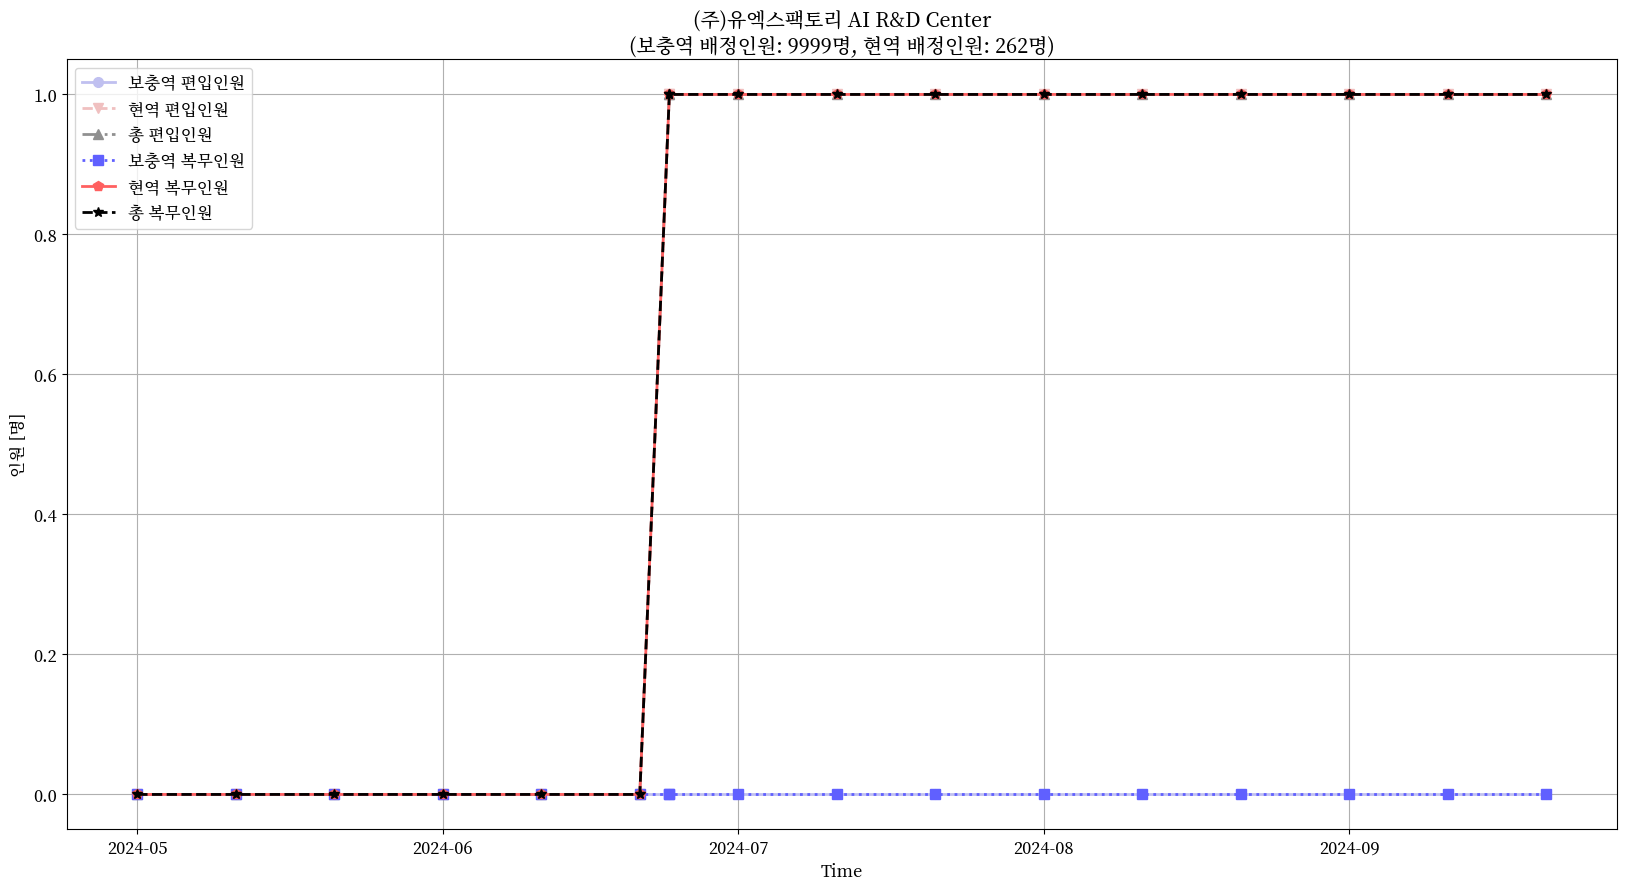 (주)유엑스팩토리 AI R&D Center
(보충역 배정인원: 9999명, 현역 배정인원: 262명)
보충역 편입인원
현역 편입인원
총 편입인원
보충역 복무인원
현역 복무인원
총 복무인원
1.0
0.8
0.6
0.4
0.2
0.0
인원 [명]
2024-05
2024-06
2024-07
2024-08
2024-09
Time